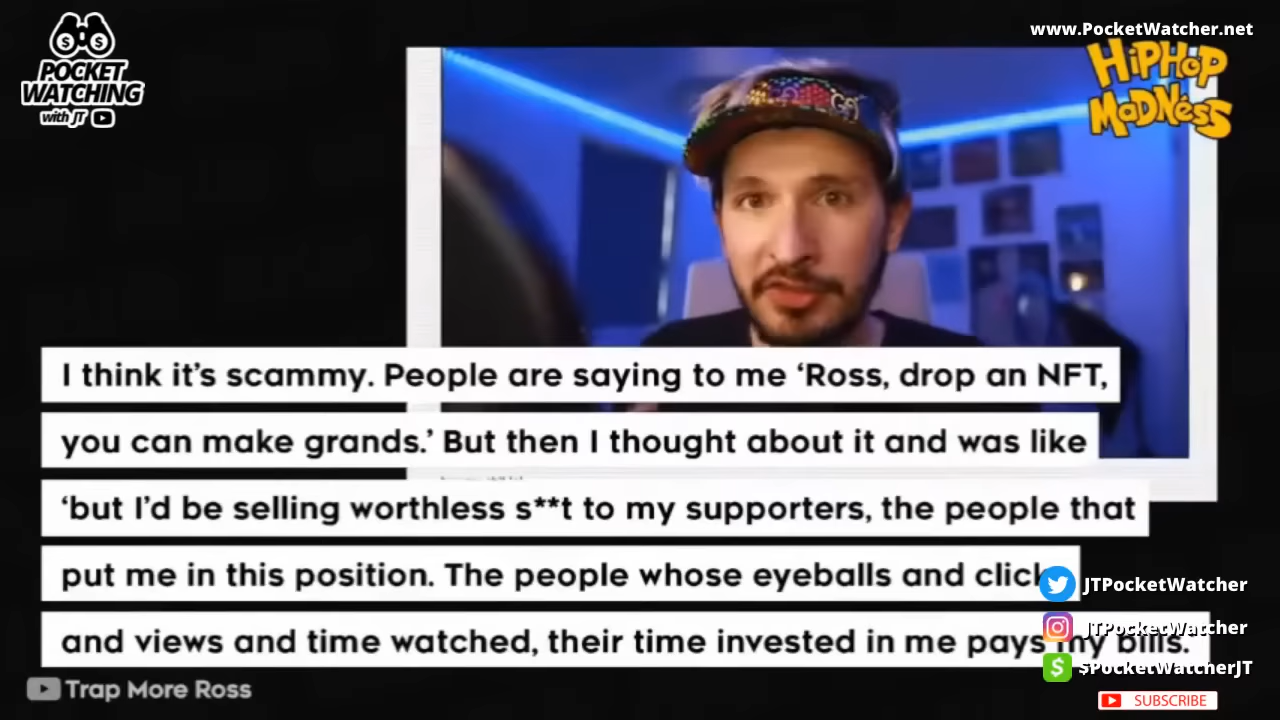 www.PocketWatcher.net
POCKET
WATCHING
with JT
HiPHOP
MaDNéss
I think it’s scammy. People are saying to me ‘Ross, drop an NFT,
you can make grands.’ But then I thought about it and was like
‘but I’d be selling worthless s**t to my supporters, the people that
put me in this position. The people whose eyeballs and click
and views and time watched, their time invested in me pays my bills.’
JTPocketWatcher
JTPocketWatcher
$PocketWatcherJT
Trap More Ross
SUBSCRIBE